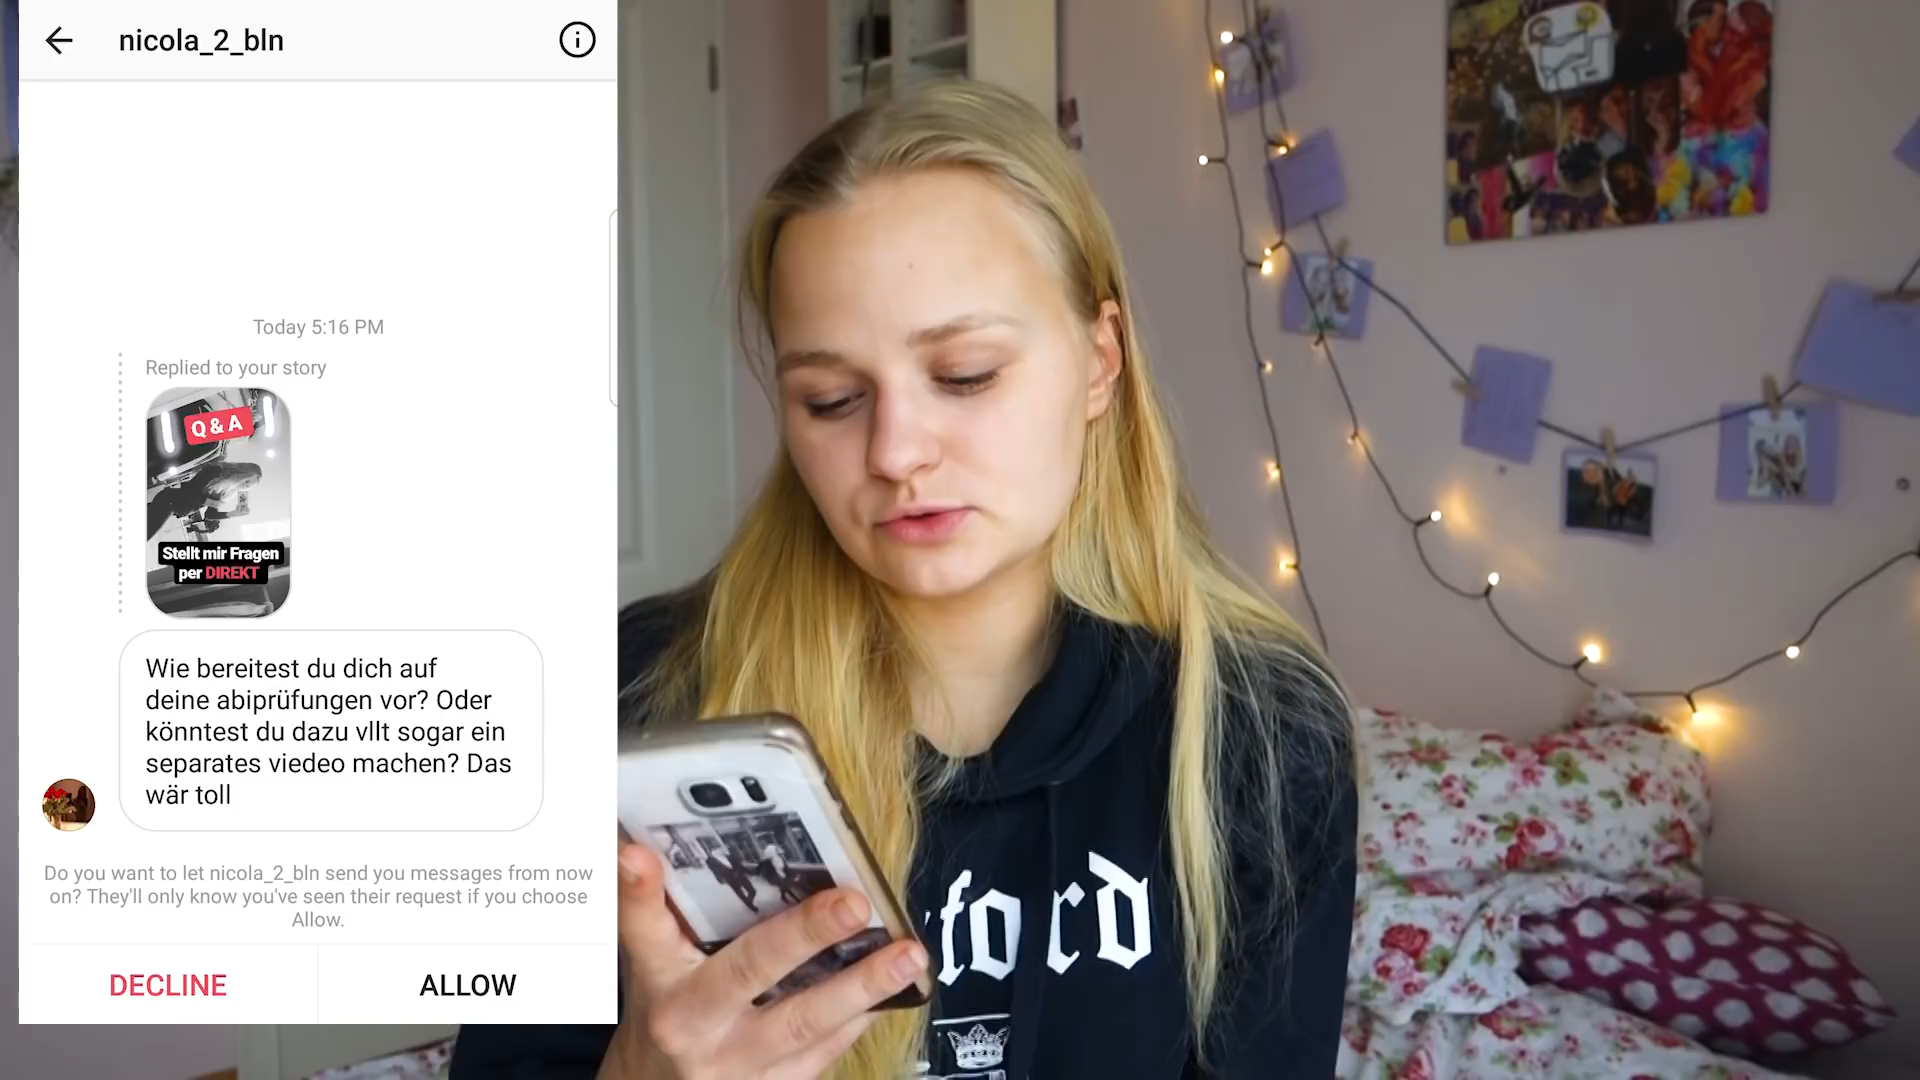 nicola_2_bln
Today 5:16 PM
Replied to your story
Q & A
Stellt mir Fragen
per DIREKT
Wie bereitest du dich auf
deine abiprüfungen vor? Oder
könntest du dazu vllt sogar ein
separates viedeo machen? Das
wär toll
Do you want to let nicola_2_bln send you messages from now
on? They'll only know you've seen their request if you choose
Allow.
DECLINE
ALLOW
ford